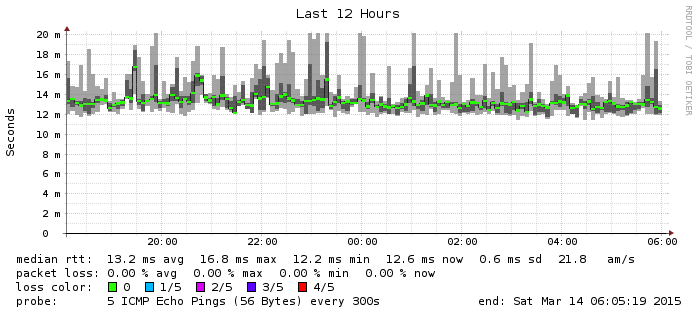 Last 12 Hours
RRDTOOL / TOBI OETIKER
Seconds
20 m
18 m
16 m
14 m
12 m
10 m
8 m
6 m
4 m
2 m
0
20:00 22:00 00:00 02:00 04:00 06:00
median rtt: 13.2 ms avg 16.8 ms max 12.2 ms min 12.6 ms now 0.6 ms sd 21.8 am/s
packet loss: 0.00 % avg 0.00 % max 0.00 % min 0.00 % now
loss color: 0 1/5 2/5 3/5 4/5
probe: 5 ICMP Echo Pings (56 Bytes) every 300s end: Sat Mar 14 06:05:19 2015